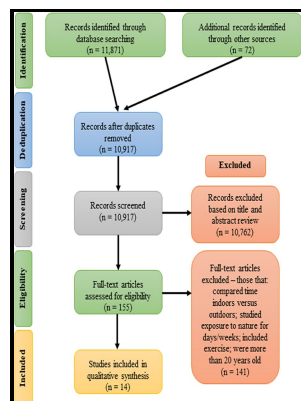 Identification
Records identified through
database searching
(n = 11,871)
Additional records identified
through other sources
(n = 72)
Deduplication
Records after duplicates
removed
(n = 10,917)
Excluded
Screening
Records screened
(n = 10,917)
Records excluded
based on title and
abstract review
(n = 10,762)
Eligibility
Full-text articles
assessed for eligibility
(n = 155)
Full-text articles
excluded – those that:
compared time
indoors versus
outdoors; studied
exposure to nature for
days/weeks; included
exercise; were more
than 20 years old
(n = 141)
Included
Studies included in
qualitative synthesis
(n = 14)